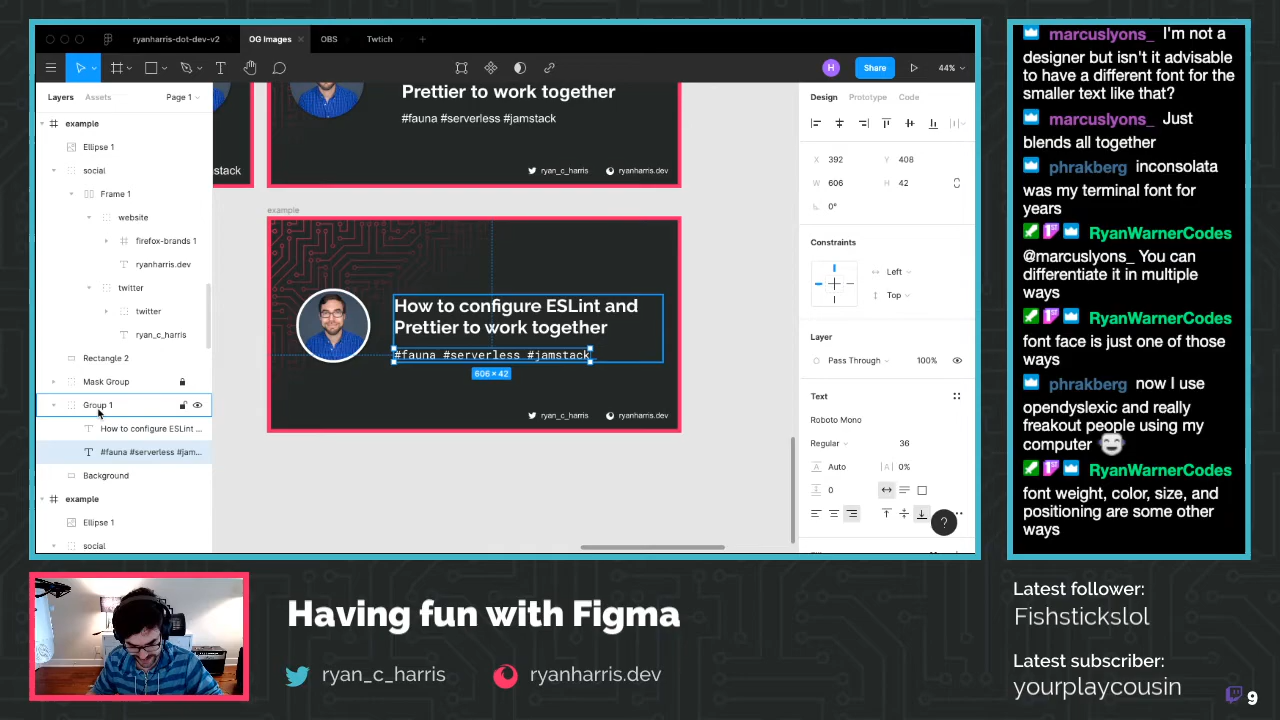 ryanharris-dot-dev-v2
OG Images
OBS
Twtich
H
Share
44%
Layers
Assets
Page 1
example
Ellipse 1
social
Frame 1
website
firefox-brands 1
ryanharris.dev
twitter
twitter
ryan_c_harris
Rectangle 2
Mask Group
Group 1
How to configure ESLint ...
#fauna #serverless #jam...
Background
example
Ellipse 1
social
Prettier to work together
#fauna #serverless #jamstack
stack
ryan_c_harris
ryanharris.dev
example
How to configure ESLint and
Prettier to work together
#fauna #serverless #jamstack
606 × 42
ryan_c_harris
ryanharris.dev
Design
Prototype
Code
X 392
Y 408
W 606
H 42
0°
Constraints
Left
Top
Layer
Pass Through
100%
Text
Roboto Mono
Regular
36
Auto
0%
0
?
marcuslyons_ I'm not a
designer but isn't it advisable
to have a different font for the
smaller text like that?
marcuslyons_ Just
blends all together
phrakberg inconsolata
was my terminal font for
years
RyanWarnerCodes
@marcuslyons_ You can
differentiate it in multiple
ways
RyanWarnerCodes
font face is just one of those
ways
phrakberg now I use
opendyslexic and really
freakout people using my
computer
RyanWarnerCodes
font weight, color, size, and
positioning are some other
ways
Having fun with Figma
ryan_c_harris
ryanharris.dev
Latest follower:
Fishstickslol
Latest subscriber:
yourplaycousin
9